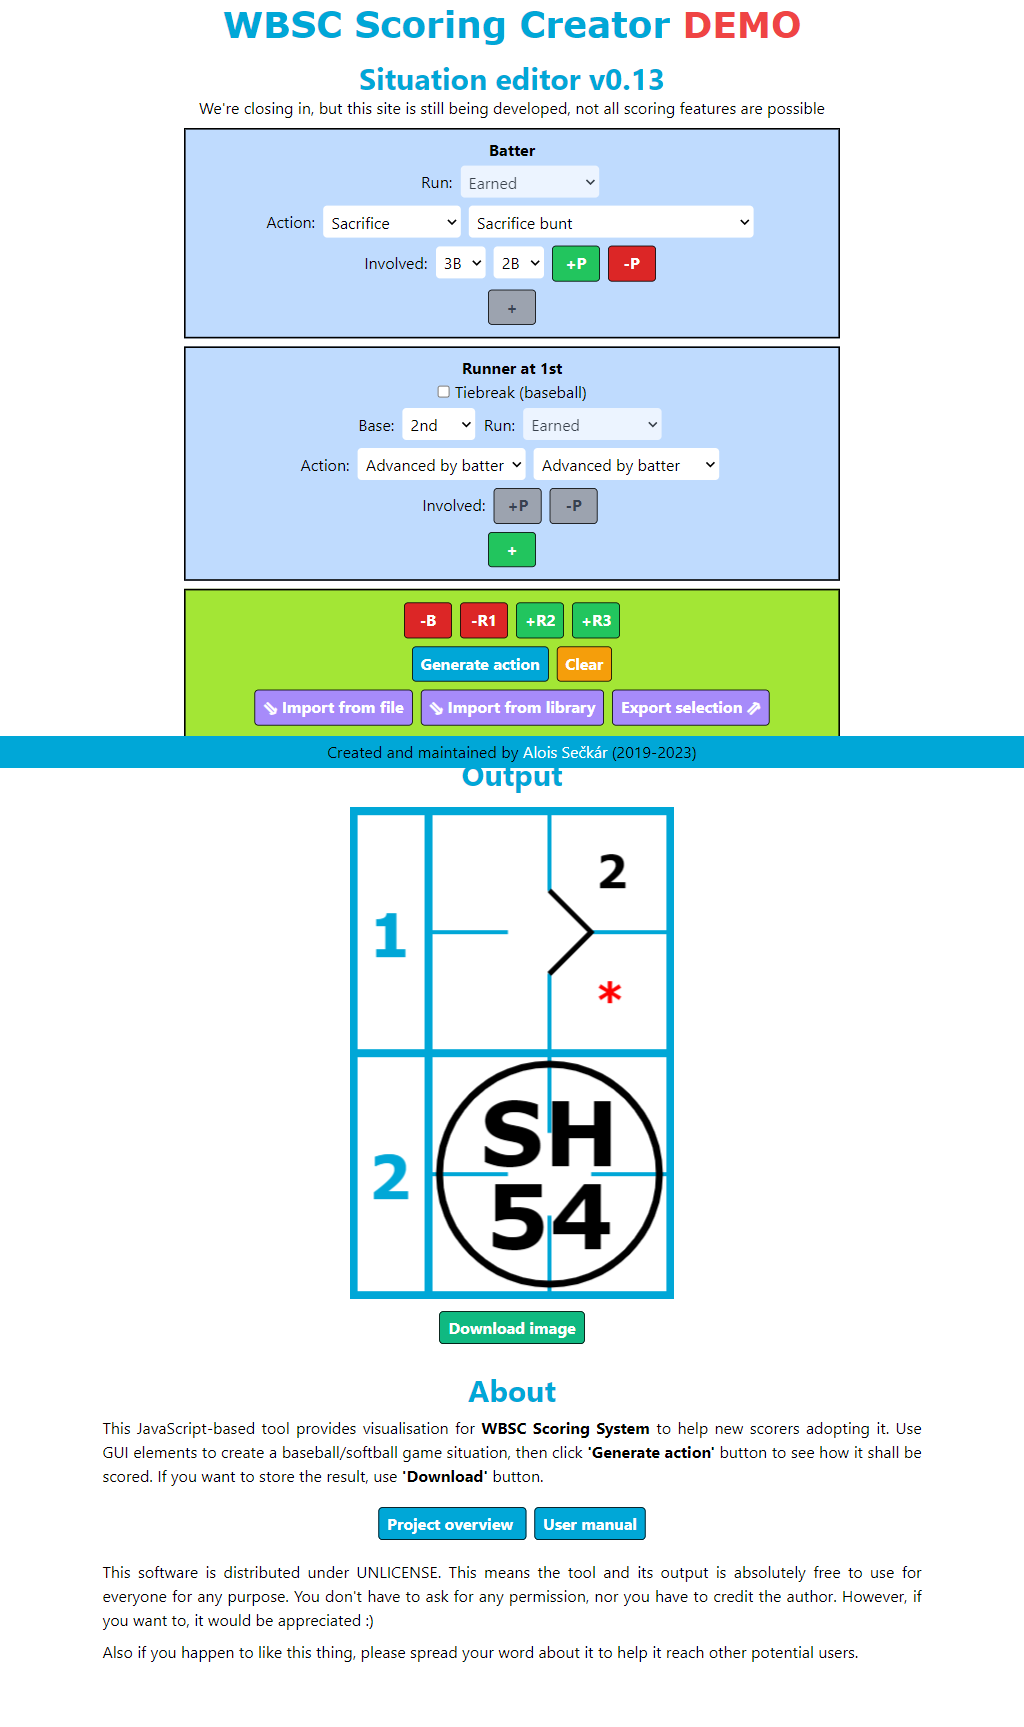 WBSC Scoring Creator DEMO
Situation editor v0.13
We're closing in, but this site is still being developed, not all scoring features are possible
Batter
Run: Earned
Action: Sacrifice Sacrifice bunt
Involved: 3B 2B +P -P
+
Runner at 1st
Tiebreak (baseball)
Base: 2nd Run: Earned
Action: Advanced by batter Advanced by batter
Involved: +P -P
+
-B -R1 +R2 +R3
Generate action Clear
⇘ Import from file ⇘ Import from library Export selection ⇗
Created and maintained by Alois Sečkár (2019-2023)
Output
2
1
*
SH
2
54
Download image
About
This JavaScript-based tool provides visualisation for WBSC Scoring System to help new scorers adopting it. Use
GUI elements to create a baseball/softball game situation, then click 'Generate action' button to see how it shall be
scored. If you want to store the result, use 'Download' button.
Project overview User manual
This software is distributed under UNLICENSE. This means the tool and its output is absolutely free to use for
everyone for any purpose. You don't have to ask for any permission, nor you have to credit the author. However, if
you want to, it would be appreciated :)
Also if you happen to like this thing, please spread your word about it to help it reach other potential users.